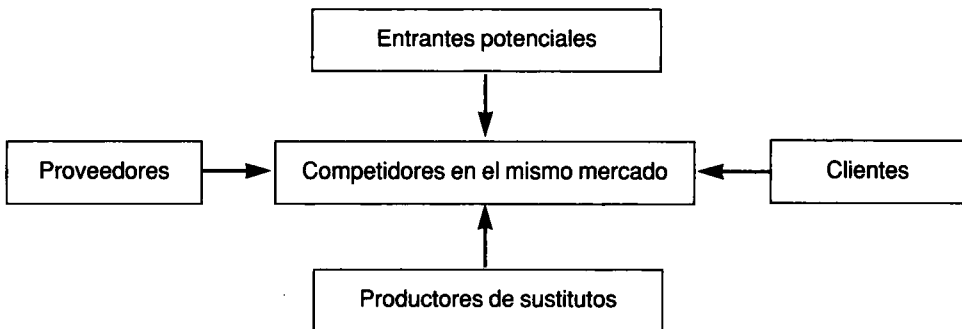 Entrantes potenciales
Proveedores
Competidores en el mismo mercado
Clientes
Productores de sustitutos